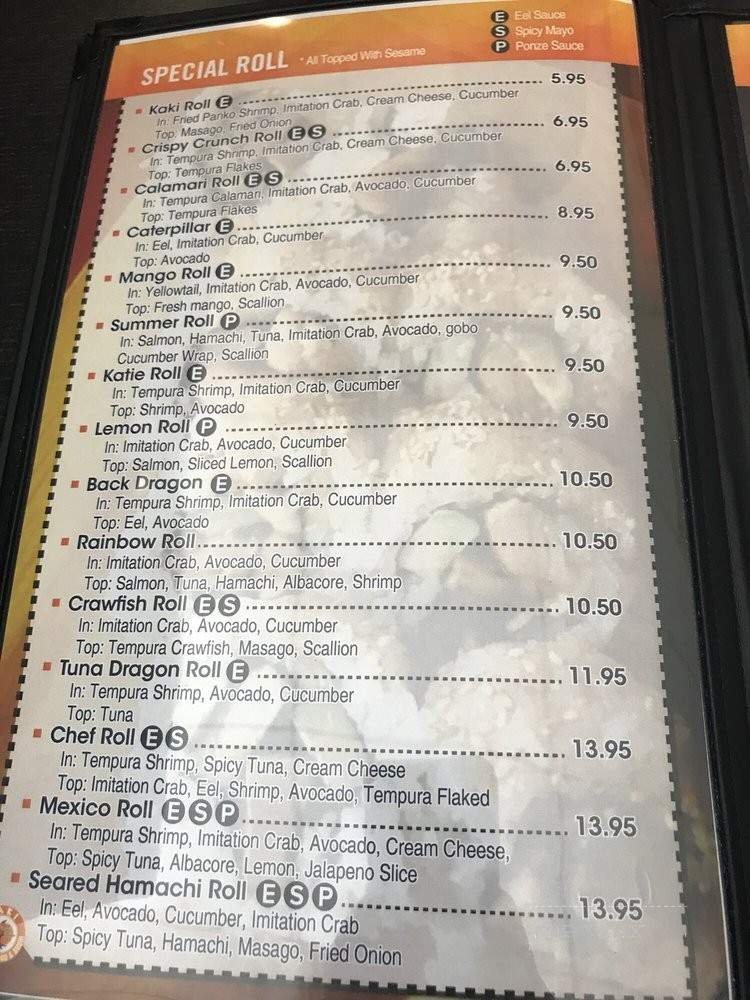 E Eel Sauce
S Spicy Mayo
P Ponze Sauce
SPECIAL ROLL * All Topped With Sesame
Kaki Roll E 5.95
In: Fried Panko Shrimp, Imitation Crab, Cream Cheese, Cucumber
Top: Masago, Fried Onion
Crispy Crunch Roll E S 6.95
In: Tempura Shrimp, Imitation Crab, Cream Cheese, Cucumber
Top: Tempura Flakes
Calamari Roll E S 6.95
In: Tempura Calamari, Imitation Crab, Avocado, Cucumber
Top: Tempura Flakes
Caterpillar E 8.95
In: Eel, Imitation Crab, Cucumber
Top: Avocado
Mango Roll E 9.50
In: Yellowtail, Imitation Crab, Avocado, Cucumber
Top: Fresh mango, Scallion
Summer Roll P 9.50
In: Salmon, Hamachi, Tuna, Imitation Crab, Avocado, gobo
Cucumber Wrap, Scallion
Katie Roll E 9.50
In: Tempura Shrimp, Imitation Crab, Cucumber
Top: Shrimp, Avocado
Lemon Roll P 9.50
In: Imitation Crab, Avocado, Cucumber
Top: Salmon, Sliced Lemon, Scallion
Back Dragon E 10.50
In: Tempura Shrimp, Imitation Crab, Cucumber
Top: Eel, Avocado
Rainbow Roll 10.50
In: Imitation Crab, Avocado, Cucumber
Top: Salmon, Tuna, Hamachi, Albacore, Shrimp
Crawfish Roll E S 10.50
In: Imitation Crab, Avocado, Cucumber
Top: Tempura Crawfish, Masago, Scallion
Tuna Dragon Roll E 11.95
In: Tempura Shrimp, Avocado, Cucumber
Top: Tuna
Chef Roll E S 13.95
In: Tempura Shrimp, Spicy Tuna, Cream Cheese
Top: Imitation Crab, Eel, Shrimp, Avocado, Tempura Flaked
Mexico Roll E S P 13.95
In: Tempura Shrimp, Imitation Crab, Avocado, Cream Cheese,
Top: Spicy Tuna, Albacore, Lemon, Jalapeno Slice
Seared Hamachi Roll E S P 13.95
In: Eel, Avocado, Cucumber, Imitation Crab
Top: Spicy Tuna, Hamachi, Masago, Fried Onion